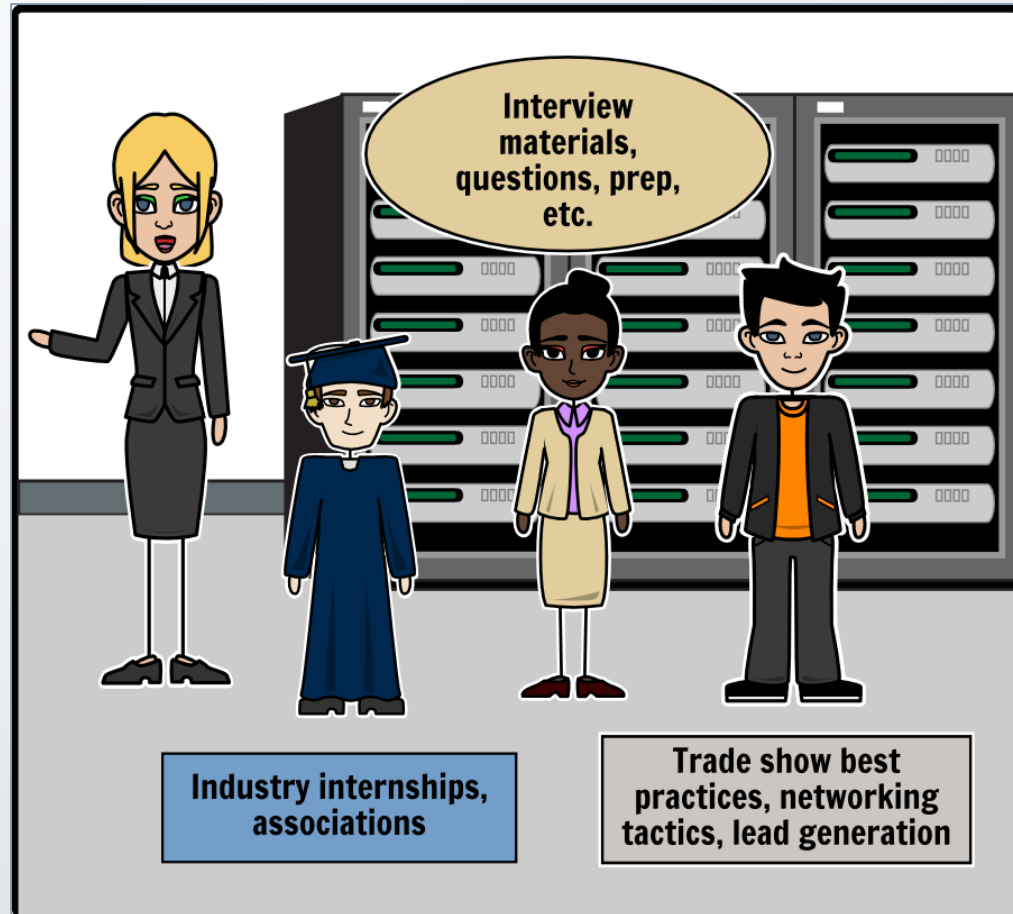 Interview
materials,
questions, prep,
etc.
Industry internships,
associations
Trade show best
practices, networking
tactics, lead generation